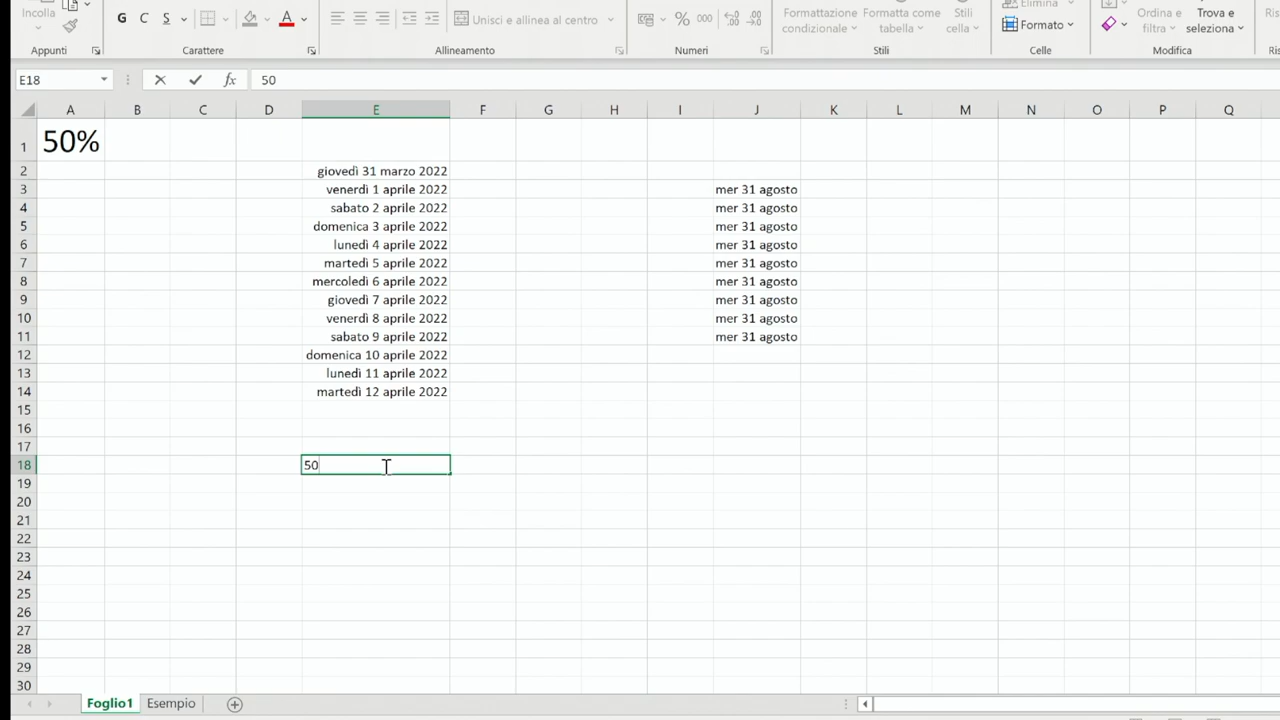 Incolla
Appunti
G C S
Carattere
A
Allineamento
Unisci e allinea al centro
% 000
Numeri
Formattazione condizionale
Formatta come tabella
Stili cella
Stili
Elimina
Formato
Celle
Ordina e filtra
Trova e seleziona
Modifica
E18
fx
50
A B C D E F G H I J K L M N O P Q
1 50%
2 giovedì 31 marzo 2022
3 venerdì 1 aprile 2022 mer 31 agosto
4 sabato 2 aprile 2022 mer 31 agosto
5 domenica 3 aprile 2022 mer 31 agosto
6 lunedì 4 aprile 2022 mer 31 agosto
7 martedì 5 aprile 2022 mer 31 agosto
8 mercoledì 6 aprile 2022 mer 31 agosto
9 giovedì 7 aprile 2022 mer 31 agosto
10 venerdì 8 aprile 2022 mer 31 agosto
11 sabato 9 aprile 2022 mer 31 agosto
12 domenica 10 aprile 2022
13 lunedì 11 aprile 2022
14 martedì 12 aprile 2022
15
16
17
18 50
19
20
21
22
23
24
25
26
27
28
29
30
Foglio1 Esempio